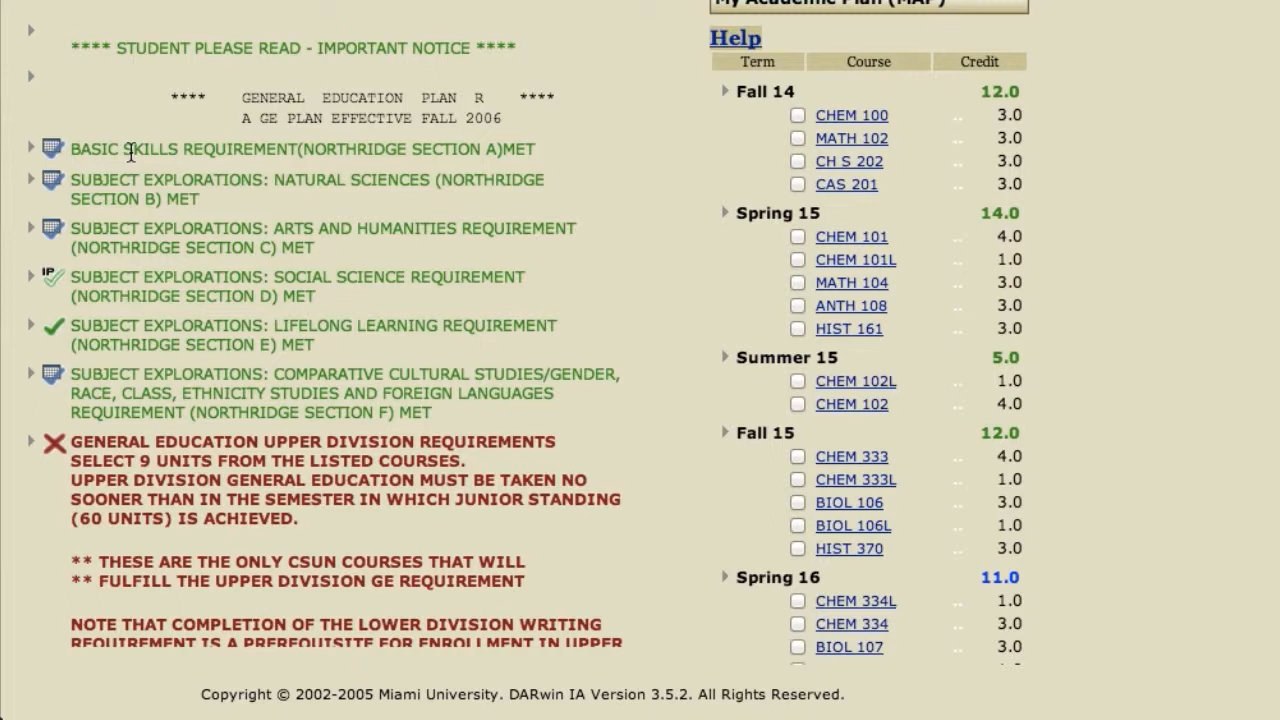 My Academic Plan (MAP)
**** STUDENT PLEASE READ - IMPORTANT NOTICE ****
**** GENERAL EDUCATION PLAN R ****
A GE PLAN EFFECTIVE FALL 2006
BASIC SKILLS REQUIREMENT(NORTHRIDGE SECTION A)MET
SUBJECT EXPLORATIONS: NATURAL SCIENCES (NORTHRIDGE
SECTION B) MET
SUBJECT EXPLORATIONS: ARTS AND HUMANITIES REQUIREMENT
(NORTHRIDGE SECTION C) MET
IP SUBJECT EXPLORATIONS: SOCIAL SCIENCE REQUIREMENT
(NORTHRIDGE SECTION D) MET
SUBJECT EXPLORATIONS: LIFELONG LEARNING REQUIREMENT
(NORTHRIDGE SECTION E) MET
SUBJECT EXPLORATIONS: COMPARATIVE CULTURAL STUDIES/GENDER,
RACE, CLASS, ETHNICITY STUDIES AND FOREIGN LANGUAGES
REQUIREMENT (NORTHRIDGE SECTION F) MET
GENERAL EDUCATION UPPER DIVISION REQUIREMENTS
SELECT 9 UNITS FROM THE LISTED COURSES.
UPPER DIVISION GENERAL EDUCATION MUST BE TAKEN NO
SOONER THAN IN THE SEMESTER IN WHICH JUNIOR STANDING
(60 UNITS) IS ACHIEVED.
** THESE ARE THE ONLY CSUN COURSES THAT WILL
** FULFILL THE UPPER DIVISION GE REQUIREMENT
NOTE THAT COMPLETION OF THE LOWER DIVISION WRITING
REQUIREMENT IS A PREREQUISITE FOR ENROLLMENT IN UPPER
Help
Term Course Credit
Fall 14 12.0
CHEM 100 .. 3.0
MATH 102 .. 3.0
CH S 202 .. 3.0
CAS 201 .. 3.0
Spring 15 14.0
CHEM 101 .. 4.0
CHEM 101L .. 1.0
MATH 104 .. 3.0
ANTH 108 .. 3.0
HIST 161 .. 3.0
Summer 15 5.0
CHEM 102L .. 1.0
CHEM 102 .. 4.0
Fall 15 12.0
CHEM 333 .. 4.0
CHEM 333L .. 1.0
BIOL 106 .. 3.0
BIOL 106L .. 1.0
HIST 370 .. 3.0
Spring 16 11.0
CHEM 334L .. 1.0
CHEM 334 .. 3.0
BIOL 107 .. 3.0
Copyright © 2002-2005 Miami University. DARwin IA Version 3.5.2. All Rights Reserved.